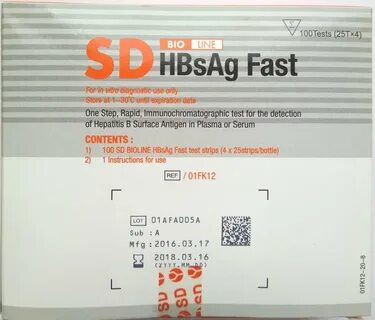 100Tests (25T×4)
SD BIO LINE
HBsAg Fast
For in vitro diagnostic use only
Store at 1~30°C until expiration date
One Step, Rapid, Immunochromatographic test for the detection
of Hepatitis B Surface Antigen in Plasma or Serum
CONTENTS :
1) 100 SD BIOLINE HBsAg Fast test strips (4 x 25strips/bottle)
2) 1 Instructions for use
REF / 01FK12
LOT 01AFA005A
Sub : A
Mfg : 2016.03.17
2018.03.16
(YYYY.MM.DD)
SD SD
01FK12-20-6